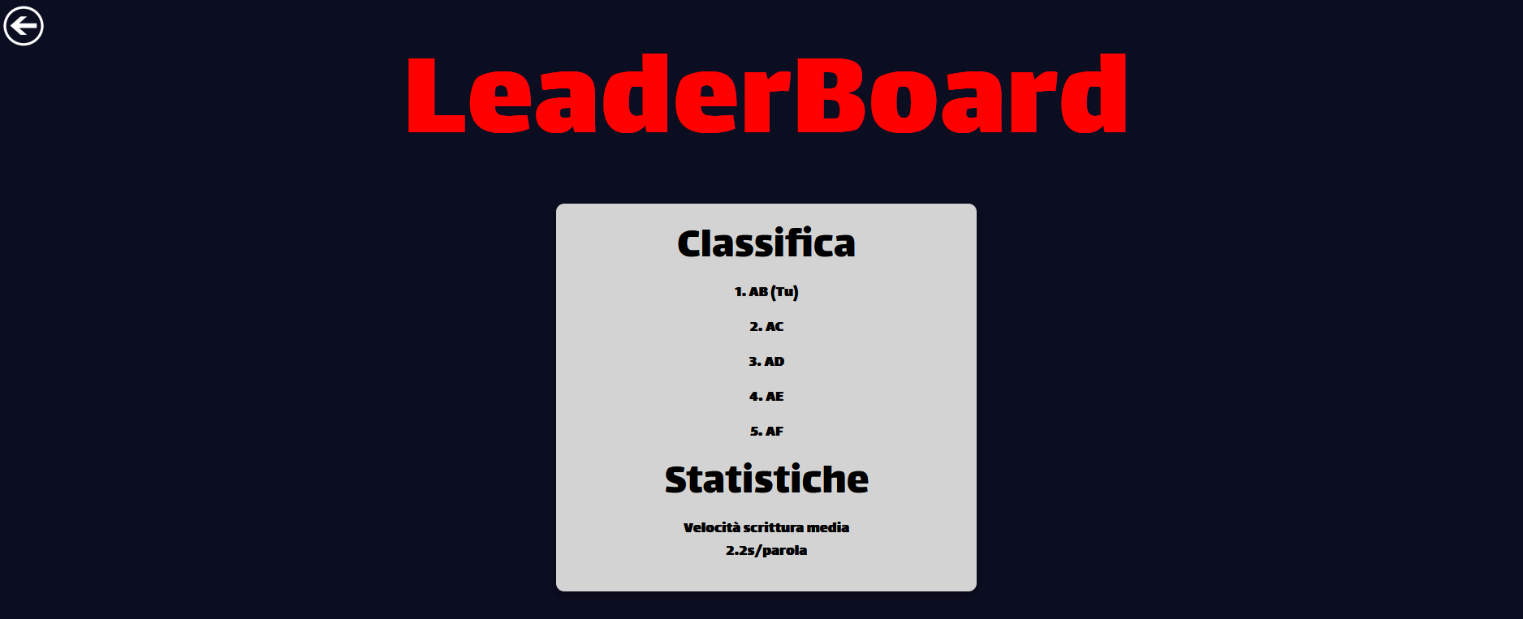 LeaderBoard
Classifica
1. AB (Tu)
2. AC
3. AD
4. AE
5. AF
Statistiche
Velocità scrittura media
2.2s/parola